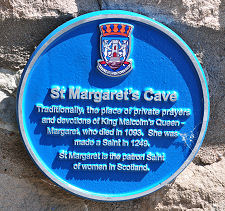 St Margaret's Cave
Traditionally, the place of private prayers
and devotions of King Malcolm's Queen -
Margaret, who died in 1093. She was
made a Saint in 1249.
St Margaret is the patron Saint
of women in Scotland.